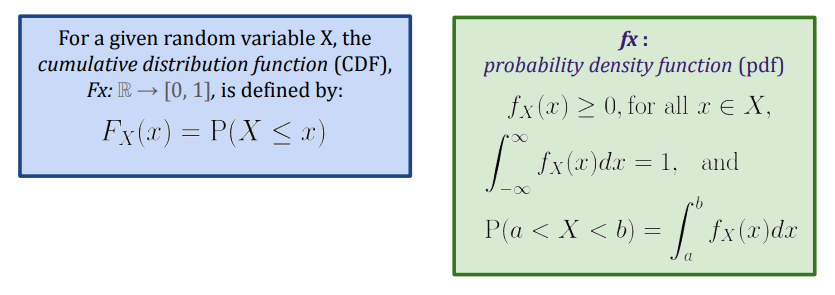 For a given random variable X, the
cumulative distribution function (CDF),
Fx: ℝ → [0, 1], is defined by:
F_X(x) = P(X ≤ x)
fx :
probability density function (pdf)
f_X(x) ≥ 0, for all x ∈ X,
∫_{-∞}^{∞} f_X(x)dx = 1, and
P(a < X < b) = ∫_a^b f_X(x)dx